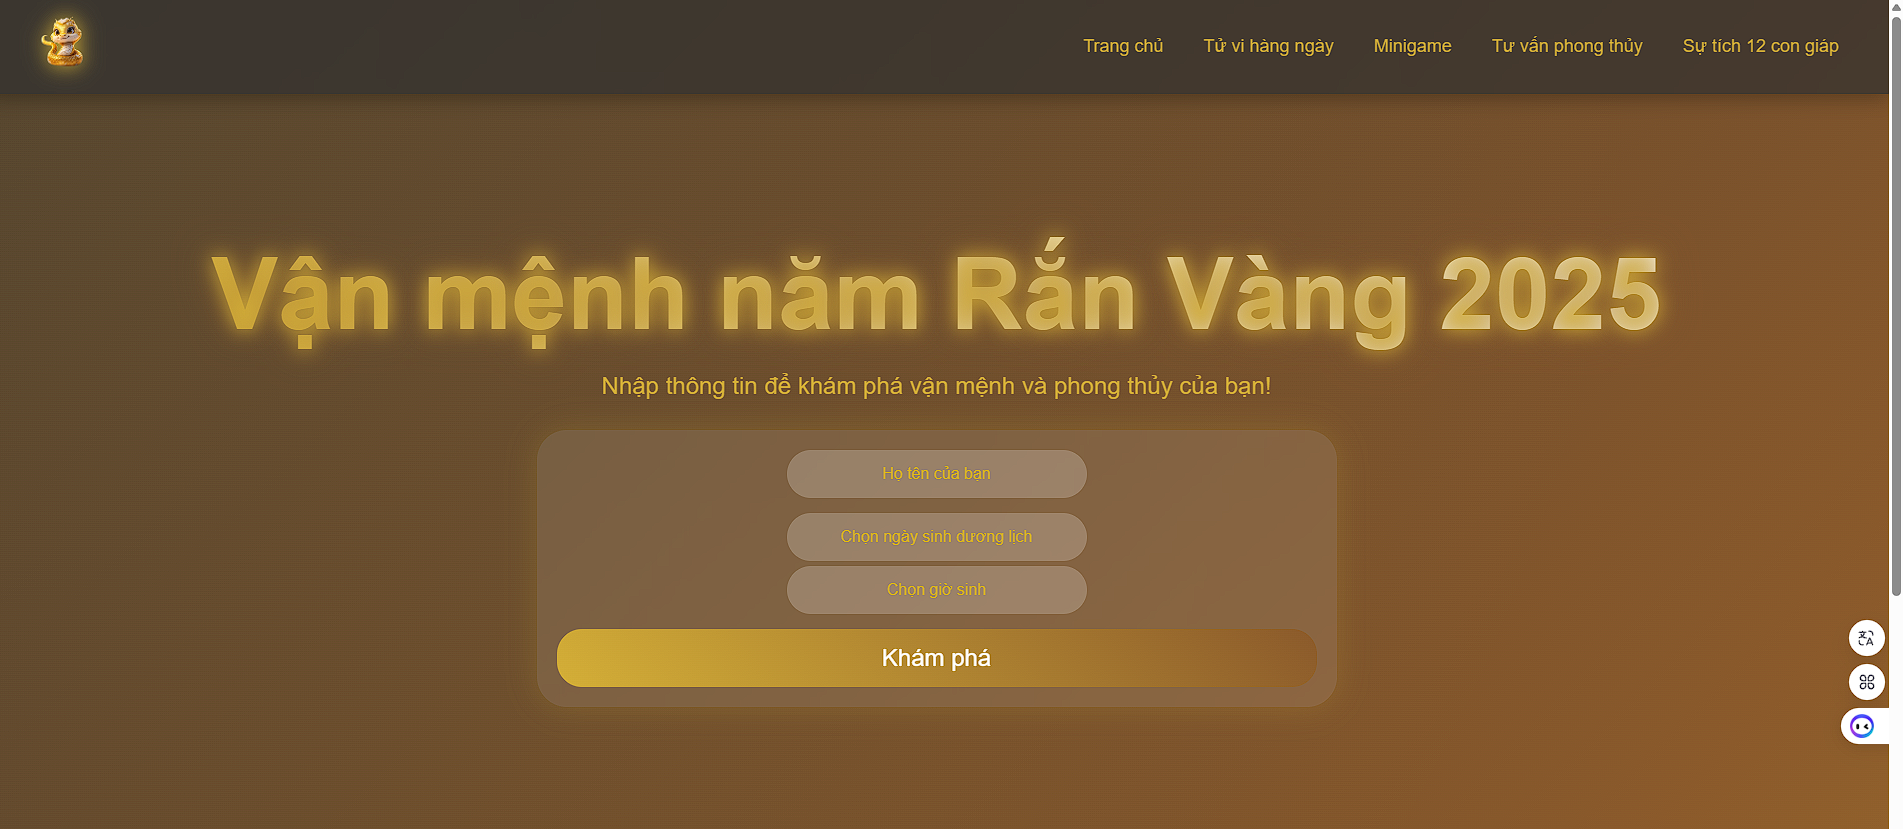 Trang chủ
Tử vi hàng ngày
Minigame
Tư vấn phong thủy
Sự tích 12 con giáp
Vận mệnh năm Rắn Vàng 2025
Nhập thông tin để khám phá vận mệnh và phong thủy của bạn!
Họ tên của bạn
Chọn ngày sinh dương lịch
Chọn giờ sinh
Khám phá